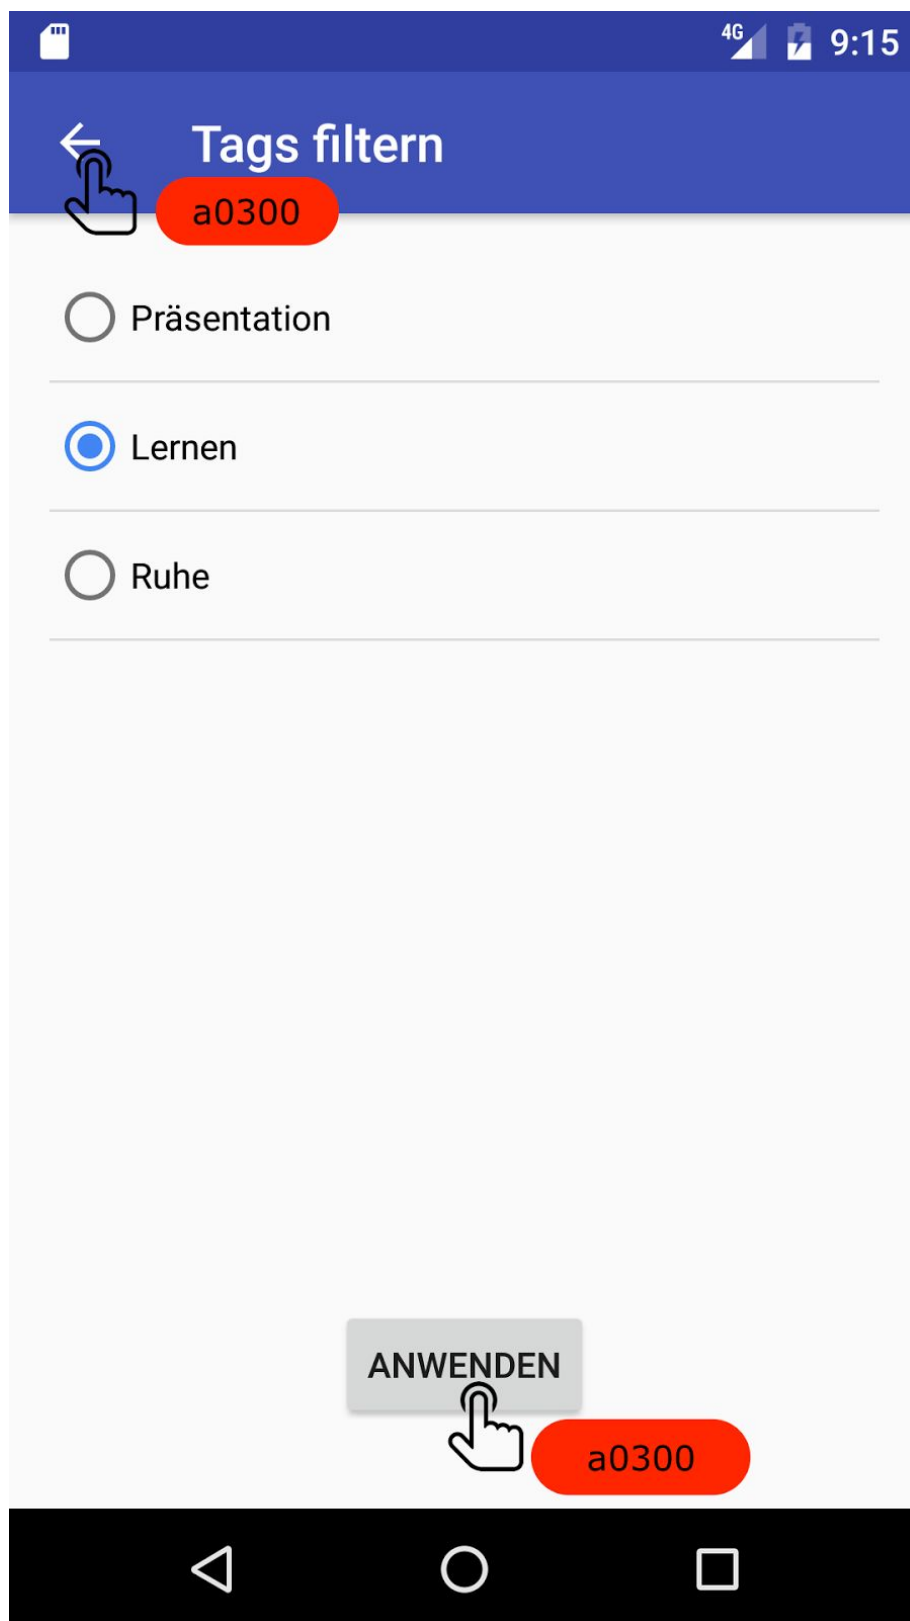 4G 9:15
Tags filtern
a0300
Präsentation
Lernen
Ruhe
ANWENDEN
a0300